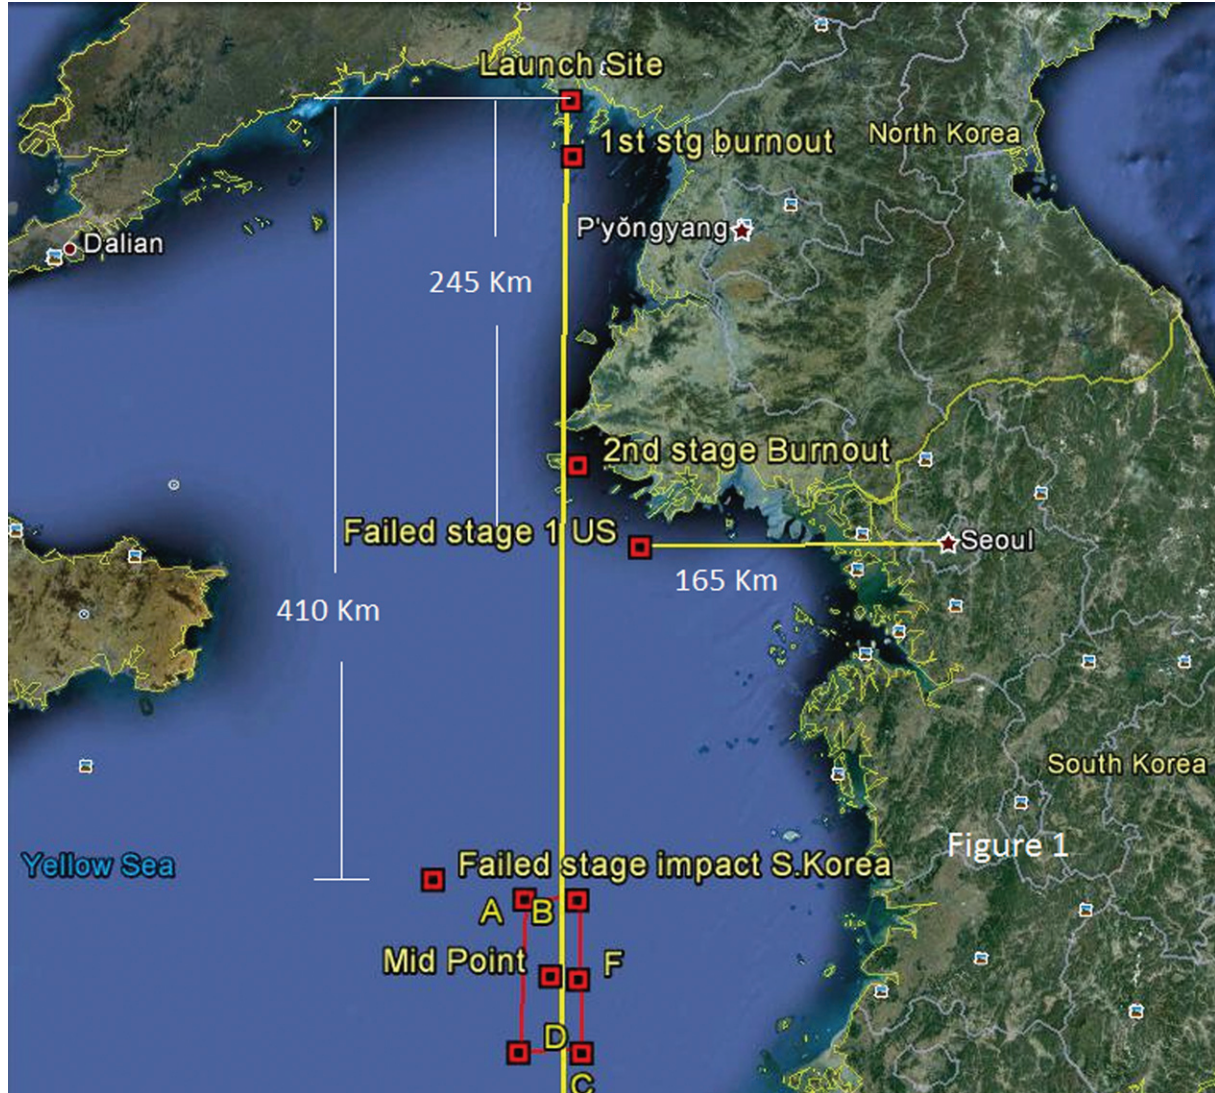 Launch Site
1st stg burnout
North Korea
P'yŏngyang
Dalian
245 Km
2nd stage Burnout
Failed stage 1 US
Seoul
165 Km
410 Km
South Korea
Figure 1
Yellow Sea
Failed stage impact S.Korea
A
B
Mid Point
F
D
C